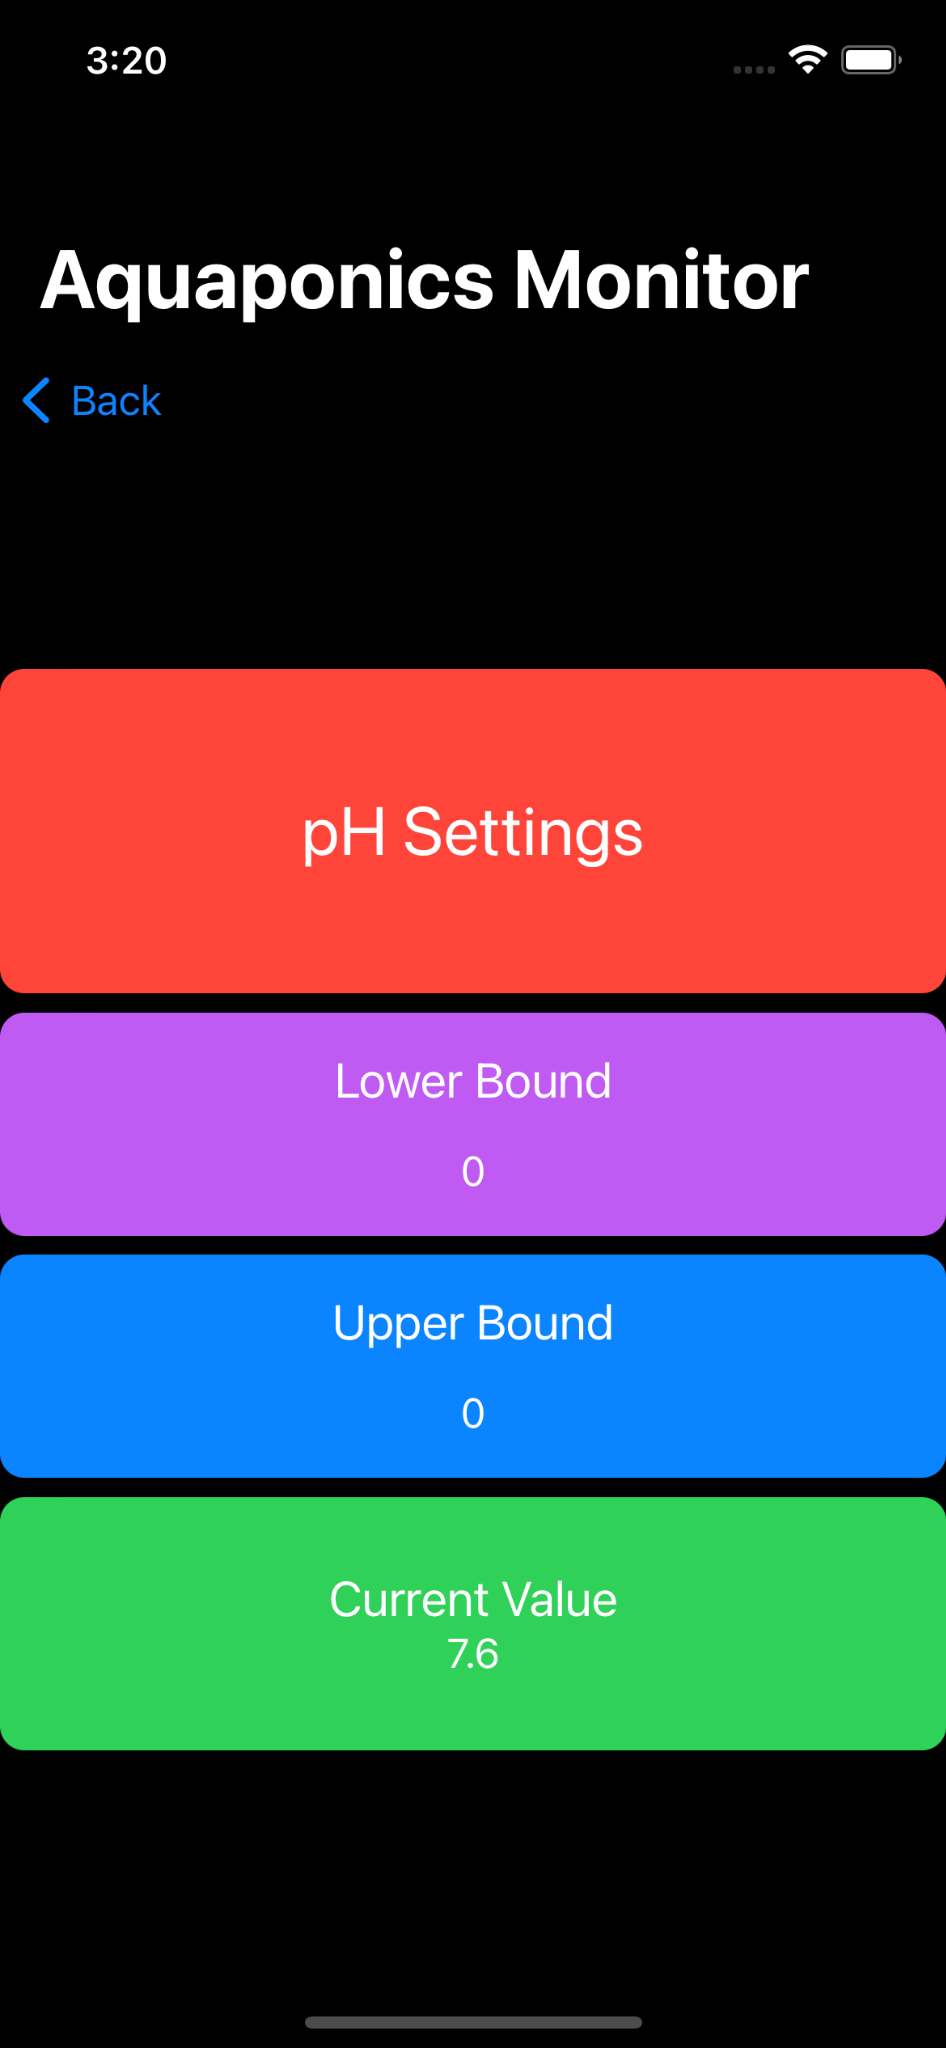 3:20
Aquaponics Monitor
Back
pH Settings
Lower Bound
0
Upper Bound
0
Current Value
7.6